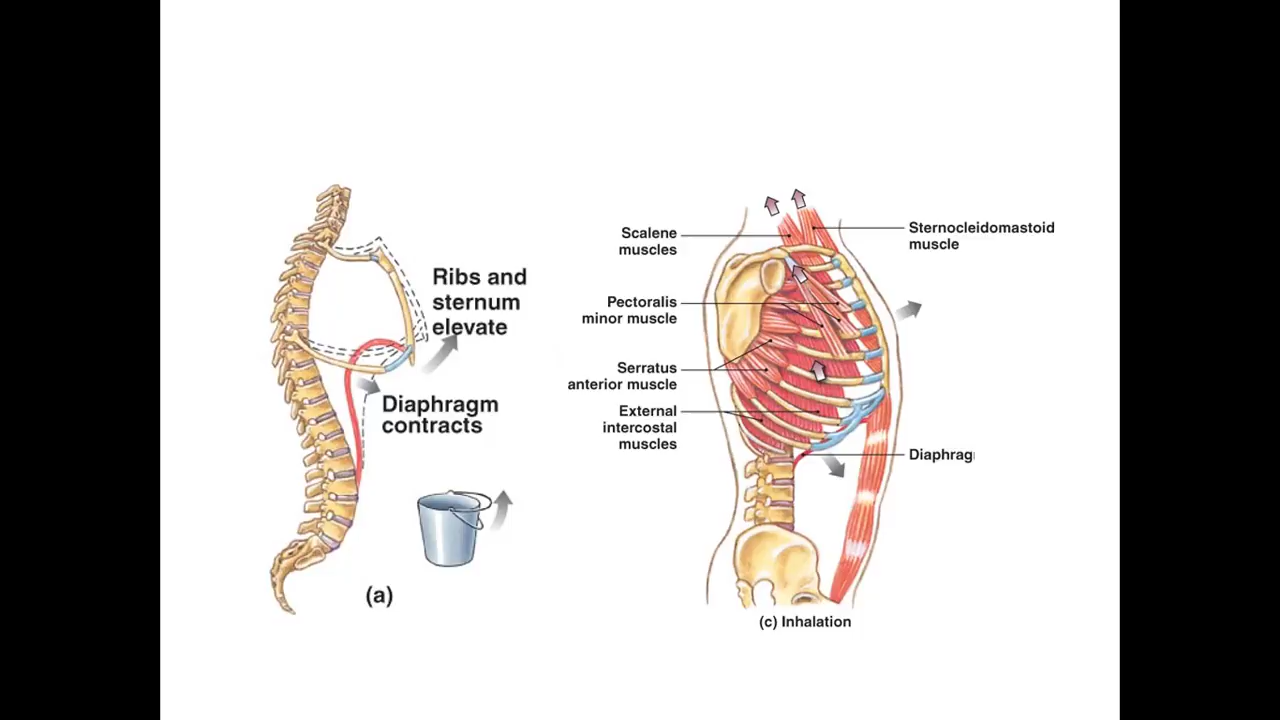 Ribs and
sternum
elevate
Diaphragm
contracts
(a)
Scalene
muscles
Pectoralis
minor muscle
Serratus
anterior muscle
External
intercostal
muscles
Sternocleidomastoid
muscle
Diaphrag
(c) Inhalation